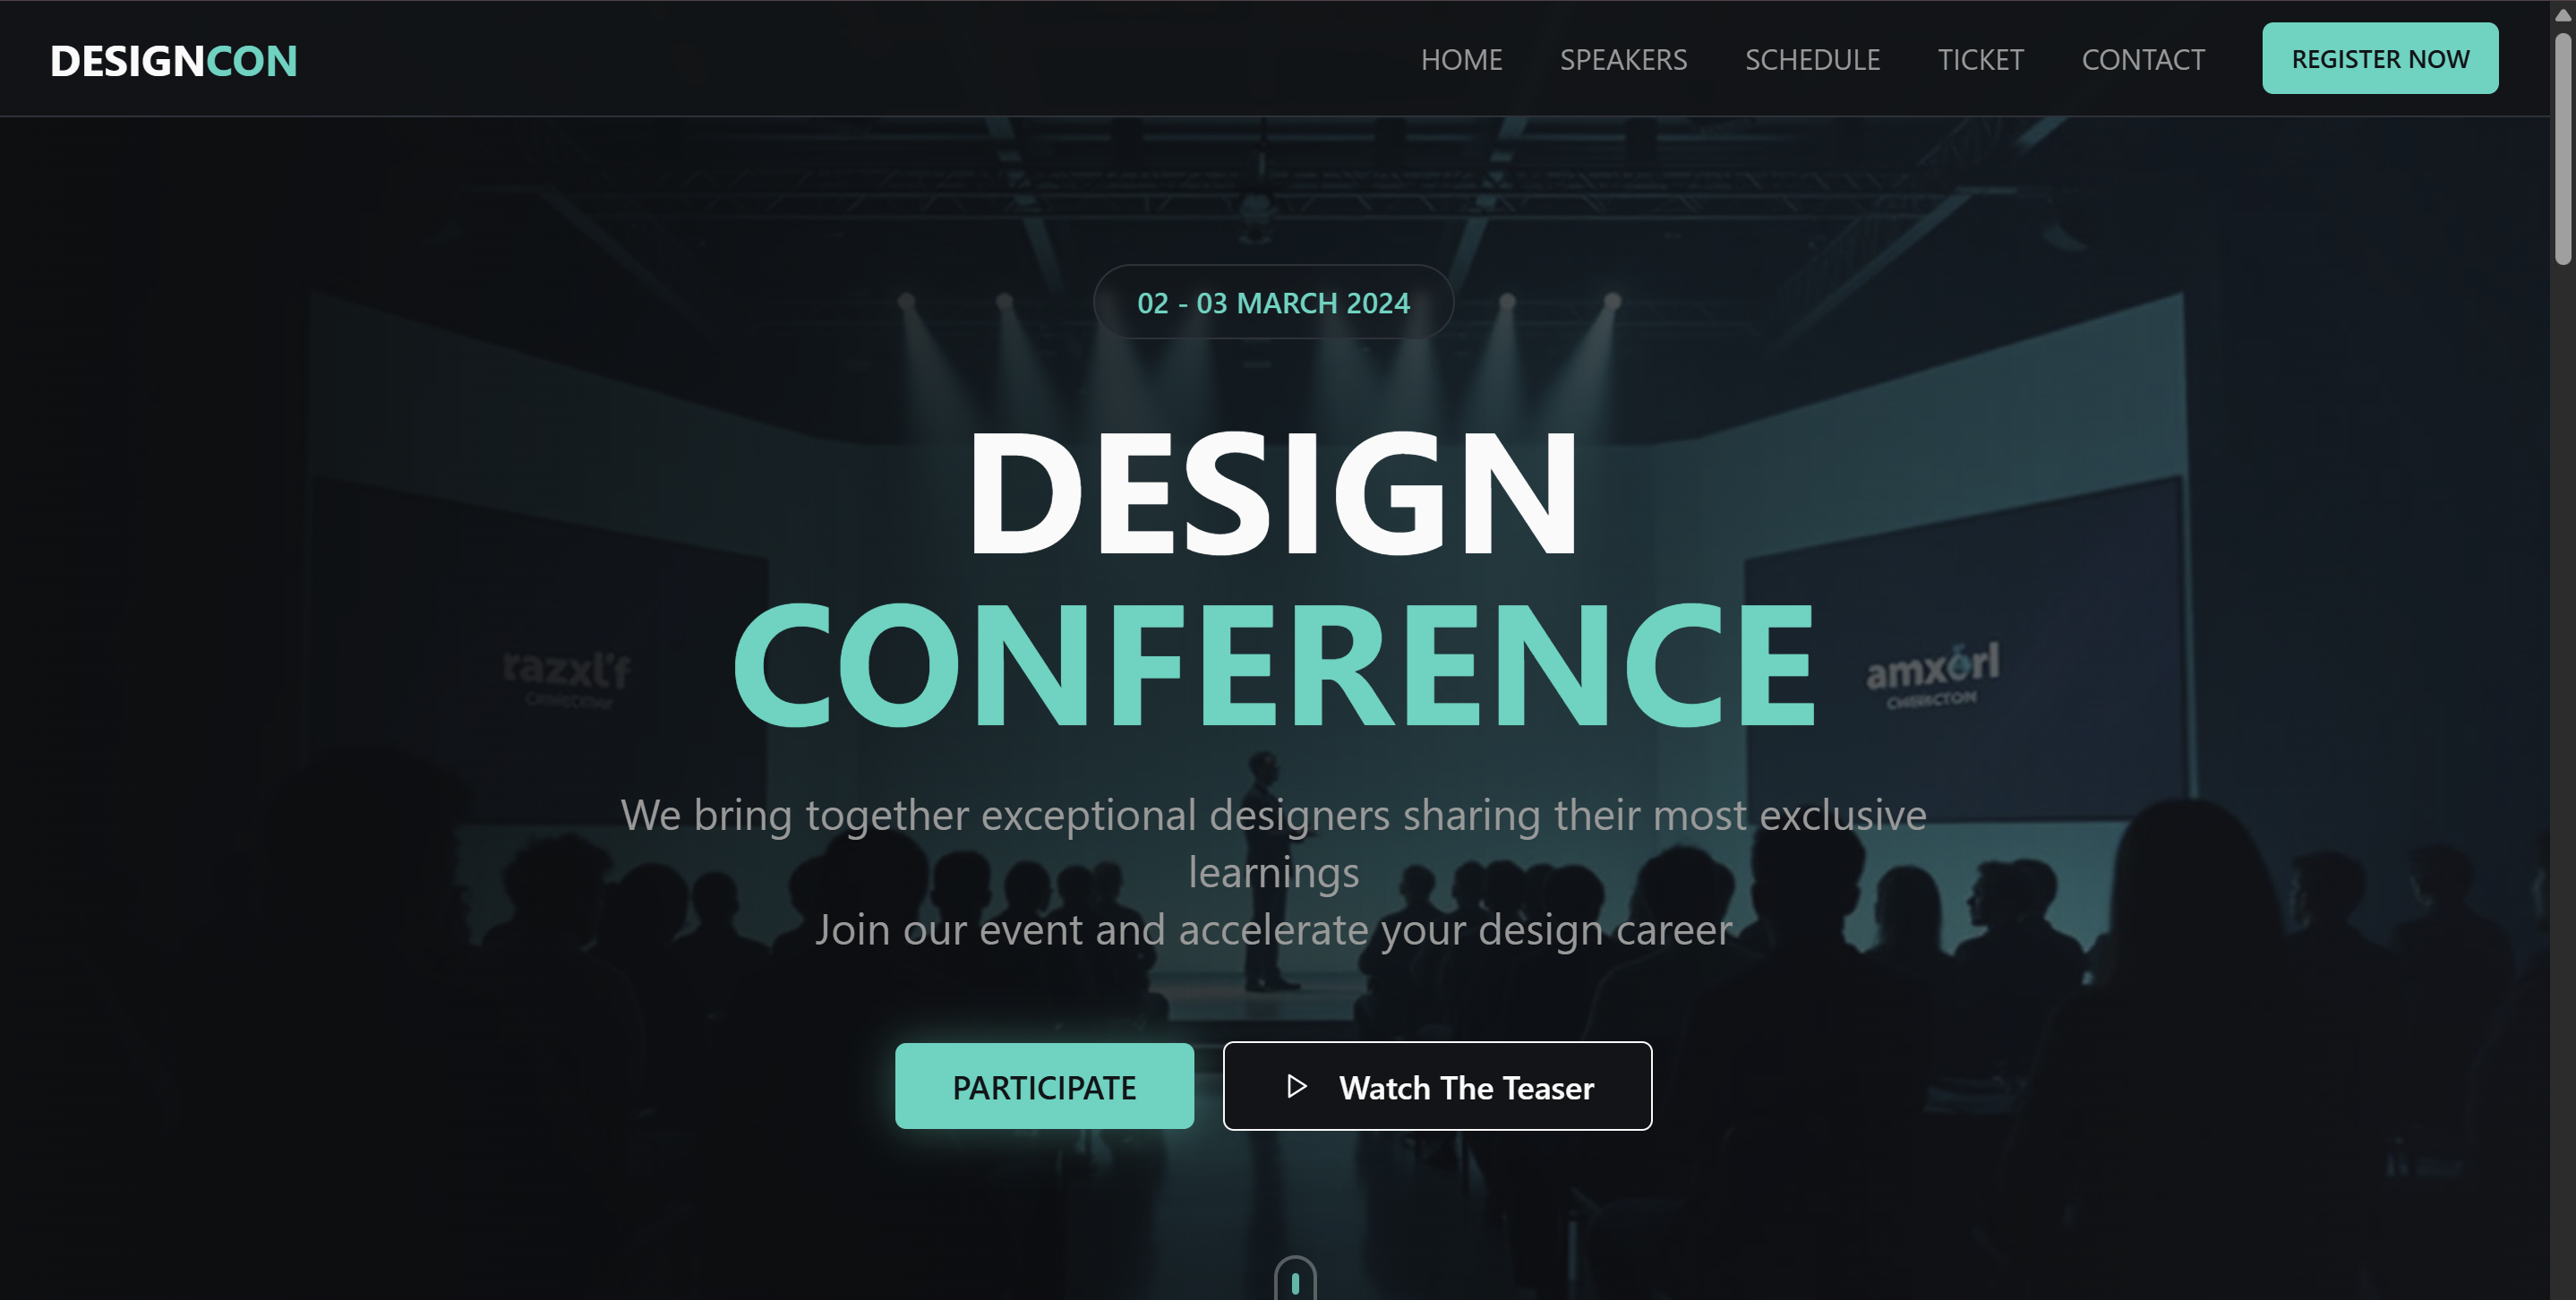 DESIGNCON
HOME SPEAKERS SCHEDULE TICKET CONTACT REGISTER NOW
02 - 03 MARCH 2024
DESIGN
CONFERENCE
razxl'f
amxorl
We bring together exceptional designers sharing their most exclusive
learnings
Join our event and accelerate your design career
PARTICIPATE Watch The Teaser